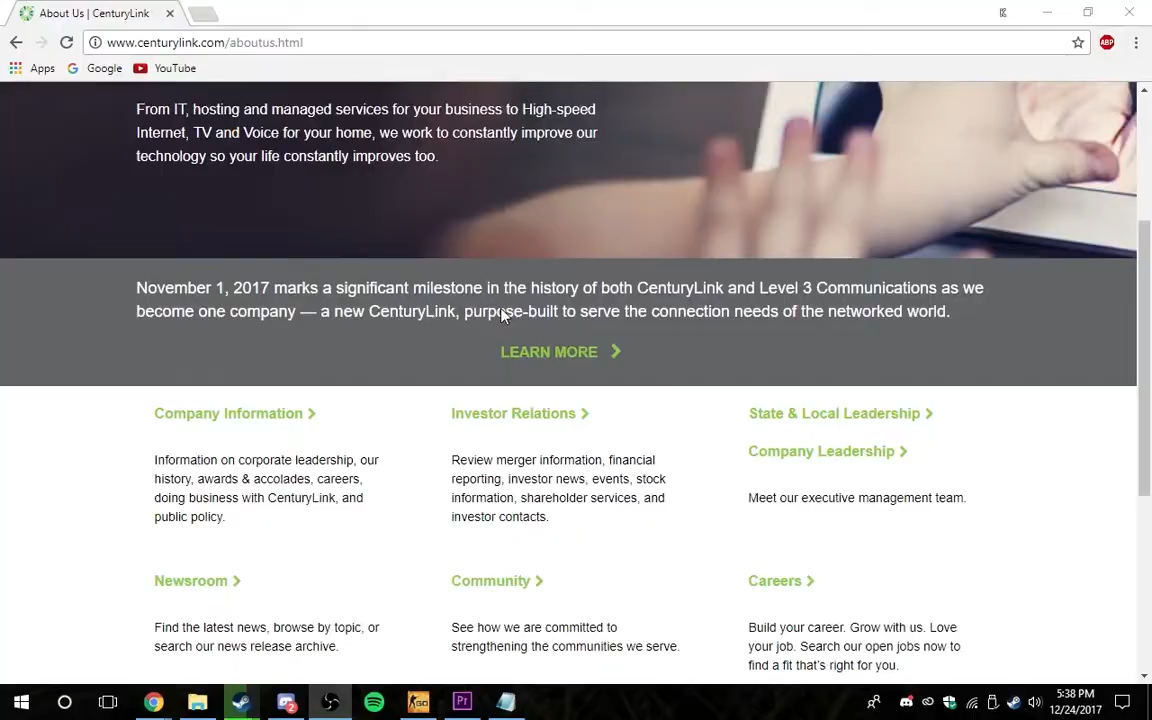 About Us | CenturyLink
www.centurylink.com/aboutus.html
ABP
Apps Google YouTube
From IT, hosting and managed services for your business to High-speed
Internet, TV and Voice for your home, we work to constantly improve our
technology so your life constantly improves too.
November 1, 2017 marks a significant milestone in the history of both CenturyLink and Level 3 Communications as we
become one company — a new CenturyLink, purpose-built to serve the connection needs of the networked world.
LEARN MORE
Company Information
Information on corporate leadership, our
history, awards & accolades, careers,
doing business with CenturyLink, and
public policy.
Investor Relations
Review merger information, financial
reporting, investor news, events, stock
information, shareholder services, and
investor contacts.
State & Local Leadership
Company Leadership
Meet our executive management team.
Newsroom
Find the latest news, browse by topic, or
search our news release archive.
Community
See how we are committed to
strengthening the communities we serve.
Careers
Build your career. Grow with us. Love
your job. Search our open jobs now to
find a fit that's right for you.
Pr
5:38 PM
12/24/2017